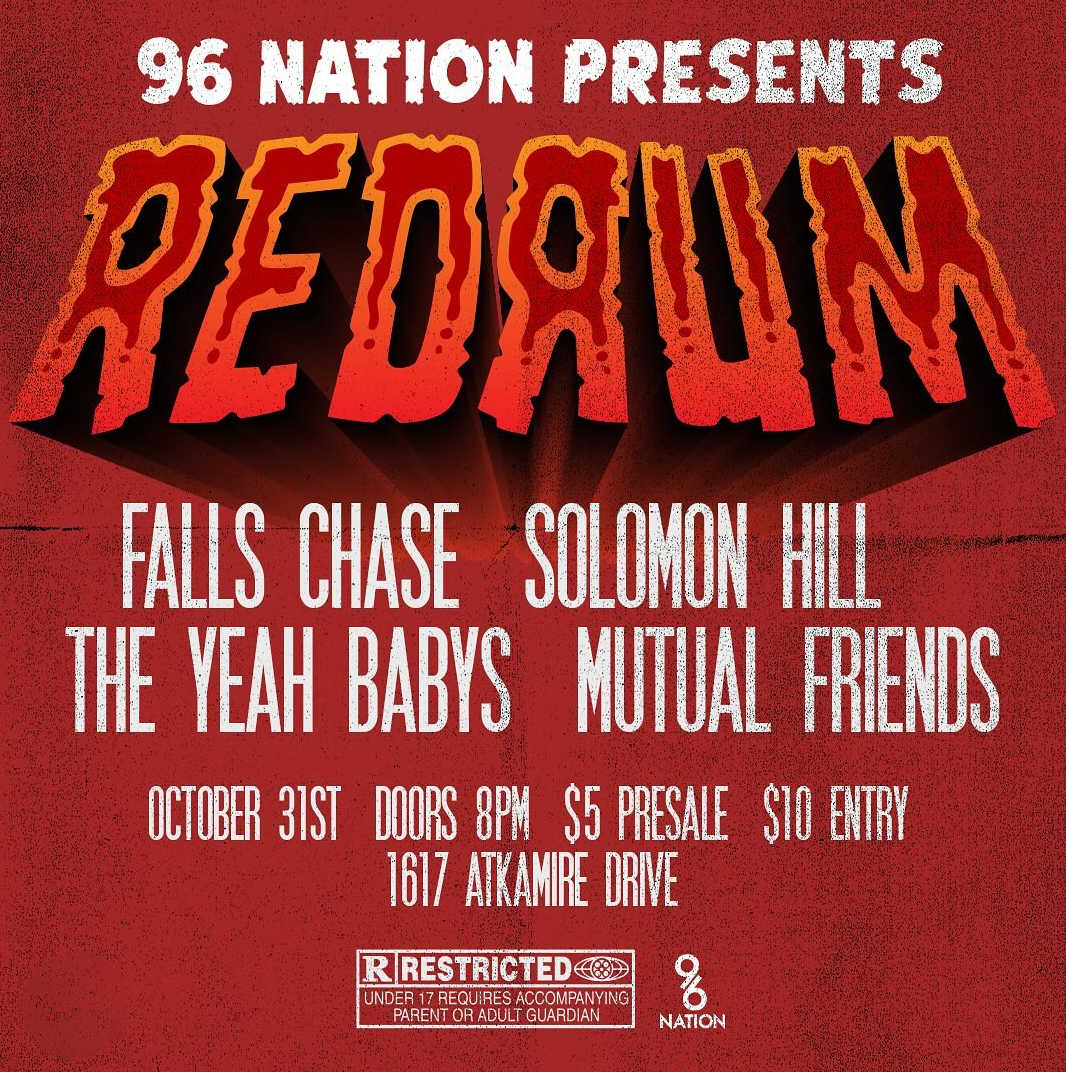 96 NATION PRESENTS
REDRUM
FALLS CHASE SOLOMON HILL
THE YEAH BABYS MUTUAL FRIENDS
OCTOBER 31ST DOORS 8PM $5 PRESALE $10 ENTRY
1617 ATKAMIRE DRIVE
R RESTRICTED
UNDER 17 REQUIRES ACCOMPANYING
PARENT OR ADULT GUARDIAN
96
NATION